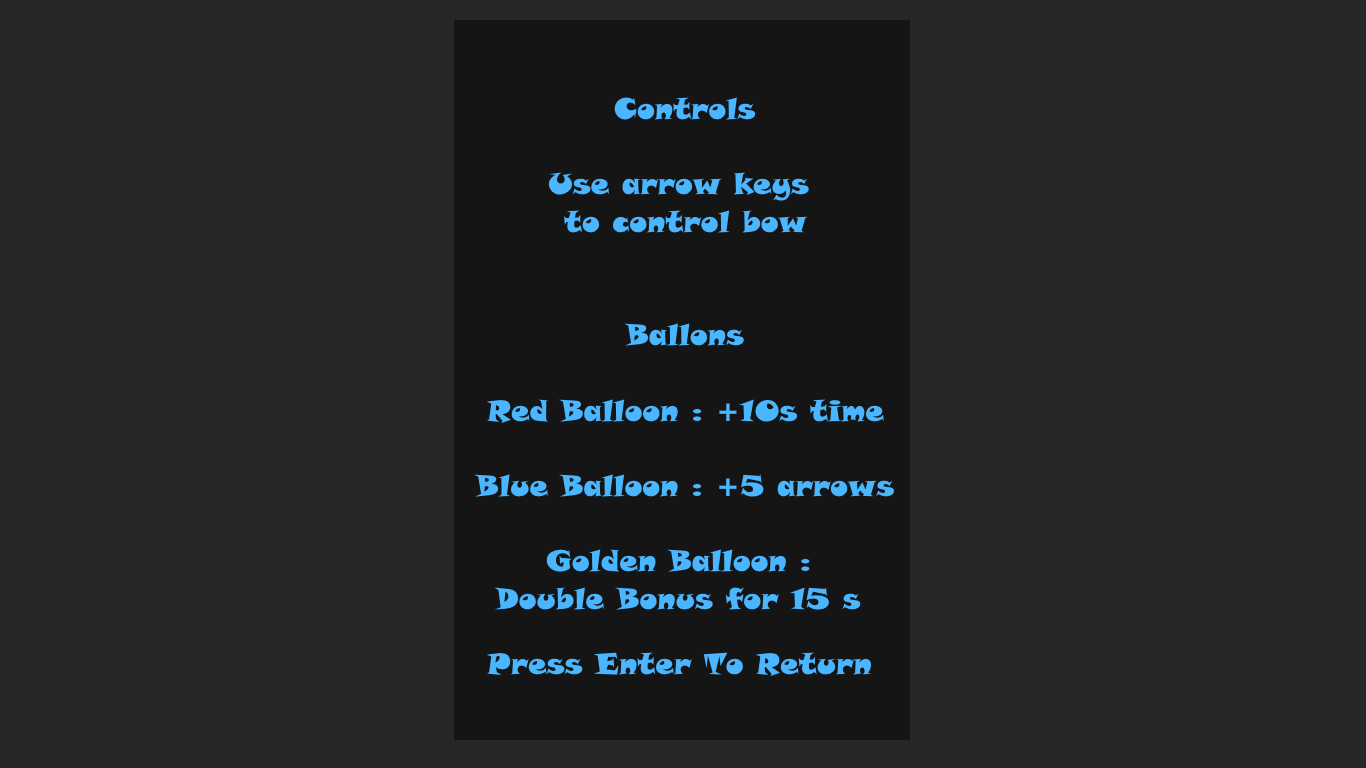 Controls
Use arrow keys
to control bow
Ballons
Red Balloon : +10s time
Blue Balloon : +5 arrows
Golden Balloon :
Double Bonus for 15 s
Press Enter To Return